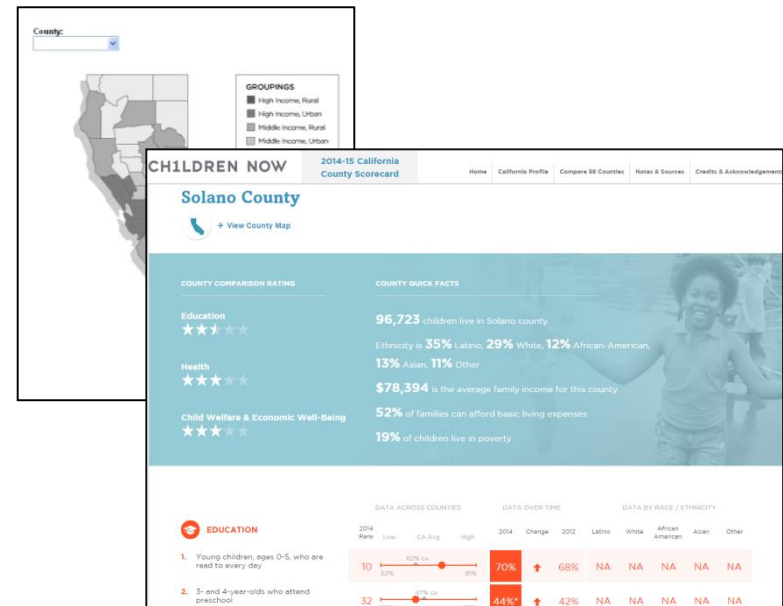 County:
GROUPINGS
High Income, Rural
High Income, Urban
Middle Income, Rural
Middle Income, Urban
CH1LDREN NOW
2014-15 California
County Scorecard
Home
California Profile
Compare 58 Counties
Notes & Sources
Credits & Acknowledgements
Solano County
→ View County Map
COUNTY COMPARISON RATING
Education
Health
Child Welfare & Economic Well-Being
COUNTY QUICK FACTS
96,723 children live in Solano county.
Ethnicity is 35% Latino, 29% White, 12% African-American,
13% Asian, 11% Other
$78,394 is the average family income for this county.
52% of families can afford basic living expenses.
19% of children live in poverty.
DATA ACROSS COUNTIES
DATA OVER TIME
DATA BY RACE / ETHNICITY
EDUCATION
2014
Rank
Low
CA Avg
High
2014
Change
2012
Latino
White
African
American
Asian
Other
1. Young children, ages 0-5, who are
read to every day
10
62% ca
91%
70%
68%
NA
NA
NA
NA
NA
2. 3- and 4-year-olds who attend
preschool
32
47% ca
44%*
42%
NA
NA
NA
NA
NA